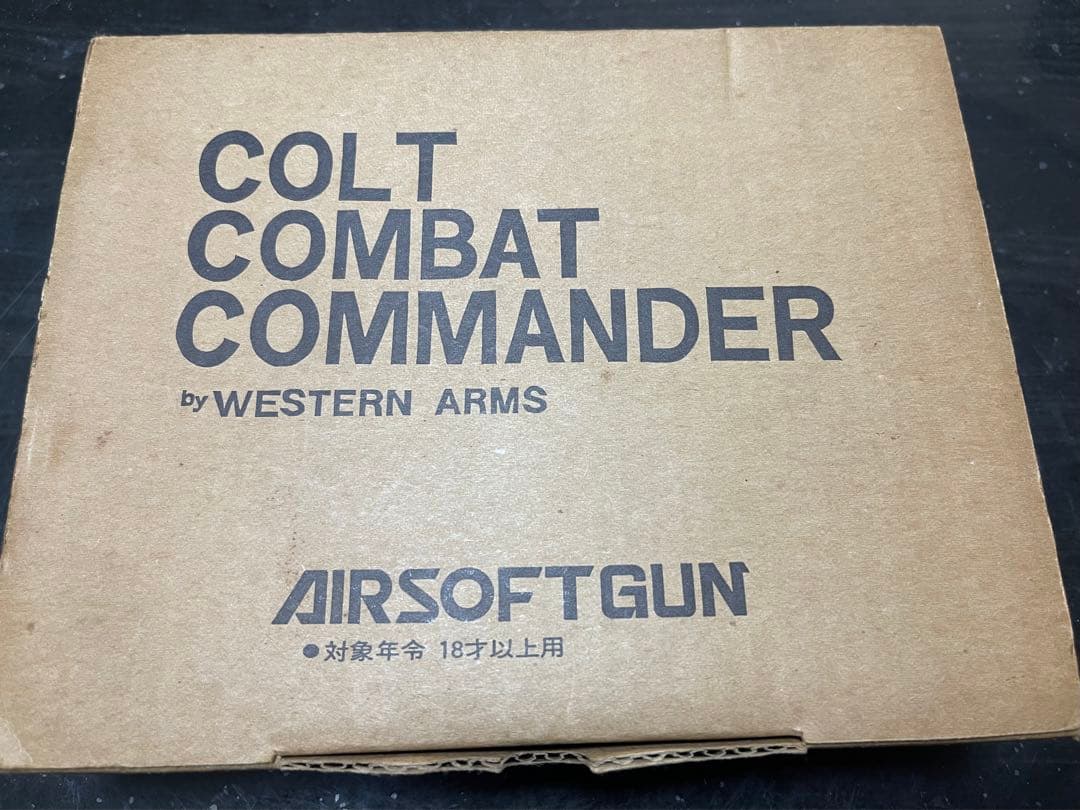 COLT
COMBAT
COMMANDER
by WESTERN ARMS
AIRSOFTGUN
●対象年令 18才以上用